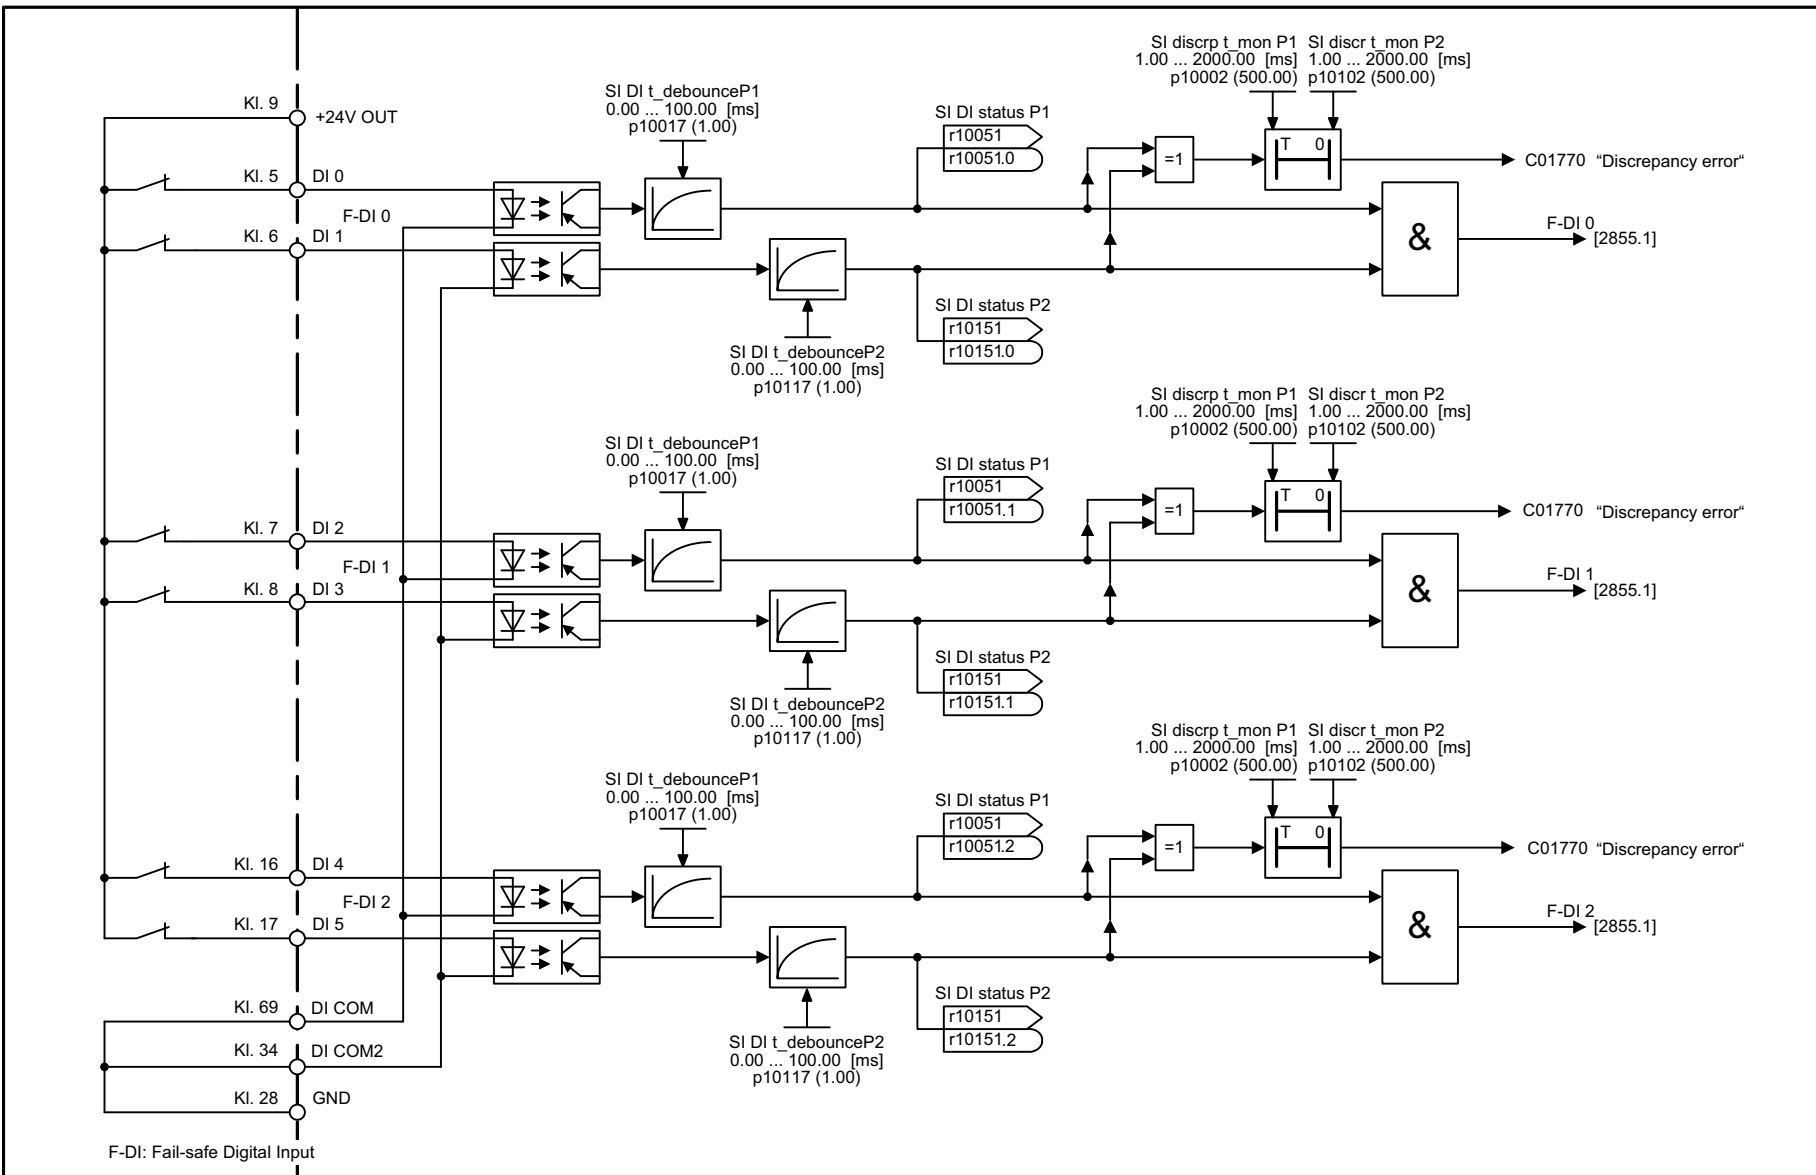 SI discrp t_mon P1 SI discr t_mon P2
1.00 ... 2000.00 [ms] 1.00 ... 2000.00 [ms]
p10002 (500.00) p10102 (500.00)
SI DI t_debounceP1
0.00 ... 100.00 [ms]
p10017 (1.00)
Kl. 9 +24V OUT
SI DI status P1
r10051
r10051.0
=1
T 0
C01770 “Discrepancy error“
Kl. 5 DI 0
F-DI 0
Kl. 6 DI 1
&
F-DI 0
[2855.1]
SI DI status P2
r10151
r10151.0
SI DI t_debounceP2
0.00 ... 100.00 [ms]
p10117 (1.00)
SI discrp t_mon P1 SI discr t_mon P2
1.00 ... 2000.00 [ms] 1.00 ... 2000.00 [ms]
p10002 (500.00) p10102 (500.00)
SI DI t_debounceP1
0.00 ... 100.00 [ms]
p10017 (1.00)
SI DI status P1
r10051
r10051.1
=1
T 0
C01770 “Discrepancy error“
Kl. 7 DI 2
F-DI 1
Kl. 8 DI 3
&
F-DI 1
[2855.1]
SI DI status P2
r10151
r10151.1
SI DI t_debounceP2
0.00 ... 100.00 [ms]
p10117 (1.00)
SI discrp t_mon P1 SI discr t_mon P2
1.00 ... 2000.00 [ms] 1.00 ... 2000.00 [ms]
p10002 (500.00) p10102 (500.00)
SI DI t_debounceP1
0.00 ... 100.00 [ms]
p10017 (1.00)
SI DI status P1
r10051
r10051.2
=1
T 0
C01770 “Discrepancy error“
Kl. 16 DI 4
F-DI 2
Kl. 17 DI 5
&
F-DI 2
[2855.1]
SI DI status P2
r10151
r10151.2
SI DI t_debounceP2
0.00 ... 100.00 [ms]
p10117 (1.00)
Kl. 69 DI COM
Kl. 34 DI COM2
Kl. 28 GND
F-DI: Fail-safe Digital Input